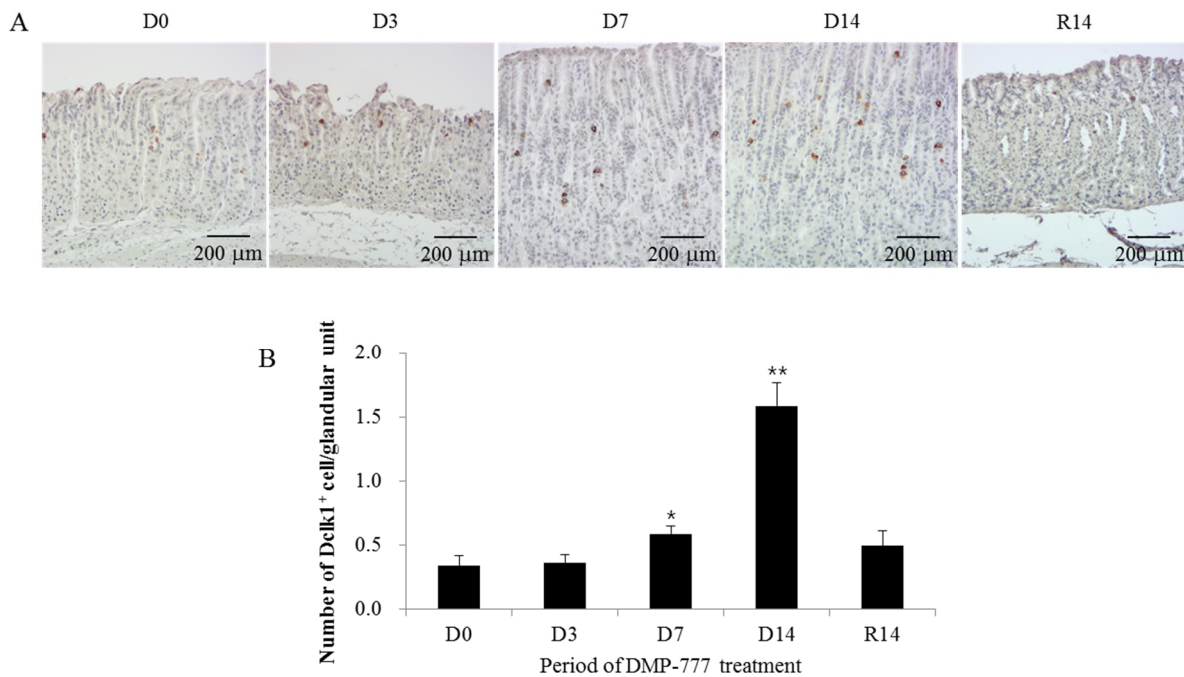 A
D0 D3 D7 D14 R14
200 µm 200 µm 200 µm 200 µm 200 µm
B
Number of Dclk1⁺ cell/glandular unit
2.0
1.5
1.0
0.5
0.0
*
**
D0 D3 D7 D14 R14
Period of DMP-777 treatment